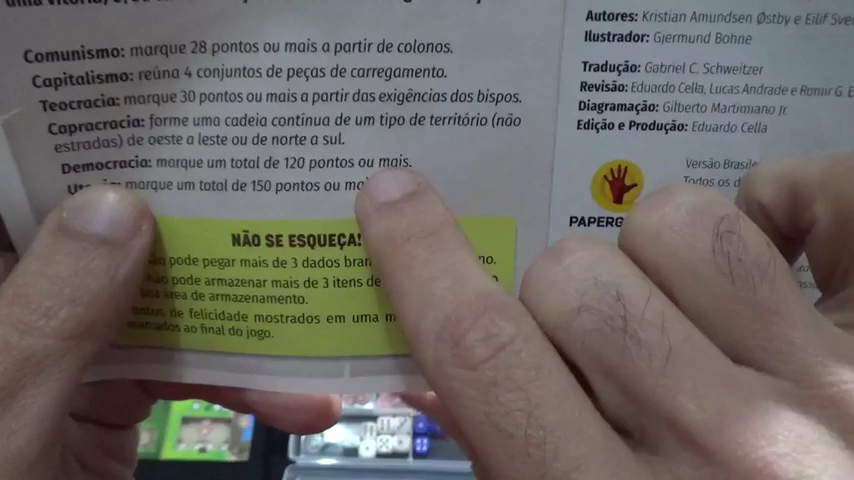 uma vitória,
Comunismo: marque 28 pontos ou mais a partir de colonos.
Capitalismo: reúna 4 conjuntos de peças de carregamento.
Teocracia: marque 30 pontos ou mais a partir das exigências dos bispos.
Capracracia: forme uma cadeia contínua de um tipo de território (não
estradas) de oeste a leste ou de norte a sul.
Democracia: marque um total de 120 pontos ou mais.
marque um total de 150 pontos ou
NÃO SE ESQUEÇA!
pode pegar mais de 3 dados
pode armazenar mais de 3 itens de
área de armazenamento.
de felicidade mostrados em uma
marcados ao final do jogo.
Autores: Kristian Amundsen Østby e Eilif
Ilustrador: Gjermund Bohne
Tradução: Gabriel C. Schweitzer
Revisão: Eduardo Cella, Lucas Andrade e Romir G.
Diagramação: Gilberto Martimiano Jr.
Edição e Produção: Eduardo Cella
Versão
Todos os